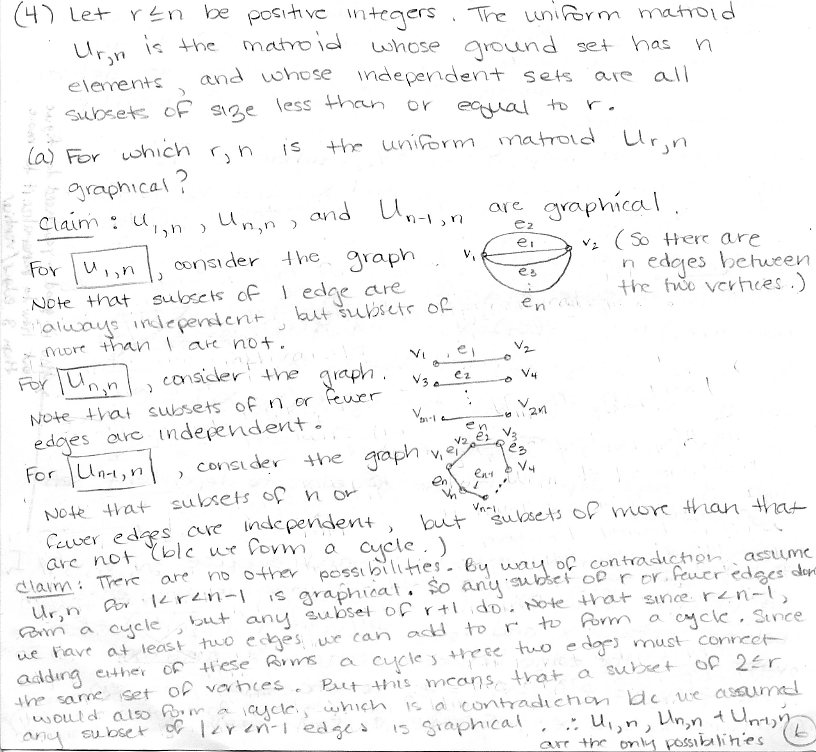 (4) Let r≤n be positive integers. The uniform matroid
U_{r,n} is the matroid whose ground set has n
elements, and whose independent sets are all
subsets of size less than or equal to r.
(a) For which r,n is the uniform matroid U_{r,n}
graphical?
Claim: U_{1,n}, U_{n,n}, and U_{n-1,n} are graphical.
For U_{1,n}, consider the graph
v_1 e_2 e_1 e_3 ⋮ e_n v_2
(So there are
n edges between
the two vertices.)
Note that subsets of 1 edge are
always independent, but subsets of
more than 1 are not.
For U_{n,n}, consider the graph.
v_1 e_1 v_2
v_3 e_2 v_4
⋮
e_n v_{2n}
Note that subsets of n or fewer
edges are independent.
For U_{n-1,n}, consider the graph
v_1 e_1 v_2 e_2 v_3 e_3 v_4 v_{n-1} e_{n-1} v_n e_n
Note that subsets of n or
fewer edges are independent, but subsets of more than that
are not (b/c we form a cycle.)
Claim: There are no other possibilities. By way of contradiction assume
U_{r,n} for 1<r<n-1 is graphical. So any subset of r or fewer edges don't
form a cycle, but any subset of r+1 do. Note that since r<n-1,
we have at least two edges we can add to r to form a cycle. Since
adding either of these forms a cycle, these two edges must connect
the same set of vertices. But this means that a subset of 2≤r
would also form a cycle, which is a contradiction b/c we assumed
any subset of 1<r<n-1 edges is graphical. ∴ U_{1,n}, U_{n,n} + U_{n-1,n}
are the only possibilities